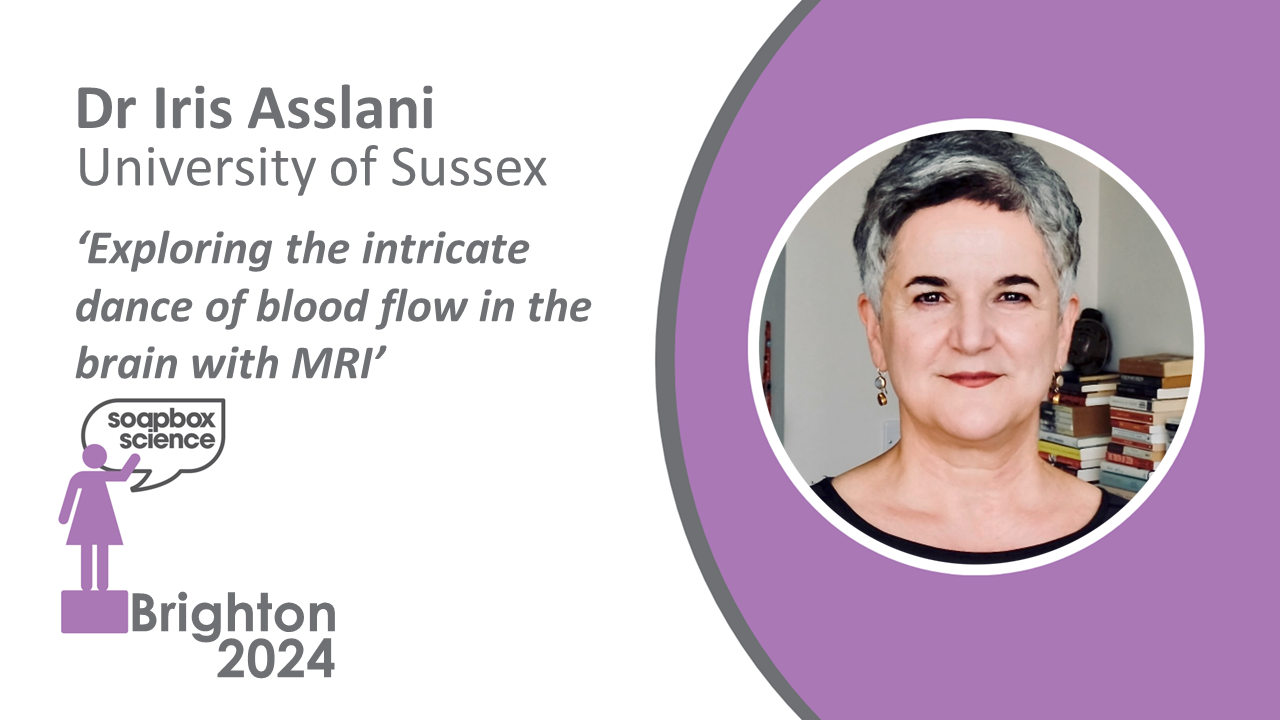 Dr Iris Asslani
University of Sussex
‘Exploring the intricate
dance of blood flow in the
brain with MRI’
soapbox
science
Brighton
2024